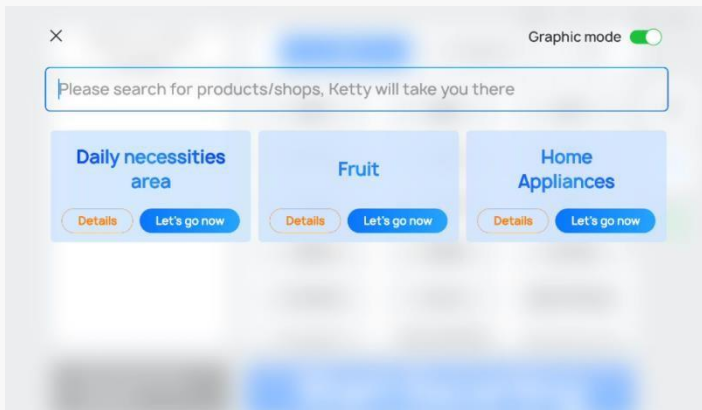 Graphic mode
Please search for products/shops, Ketty will take you there
Daily necessities
area
Details
Let's go now
Fruit
Details
Let's go now
Home
Appliances
Details
Let's go now